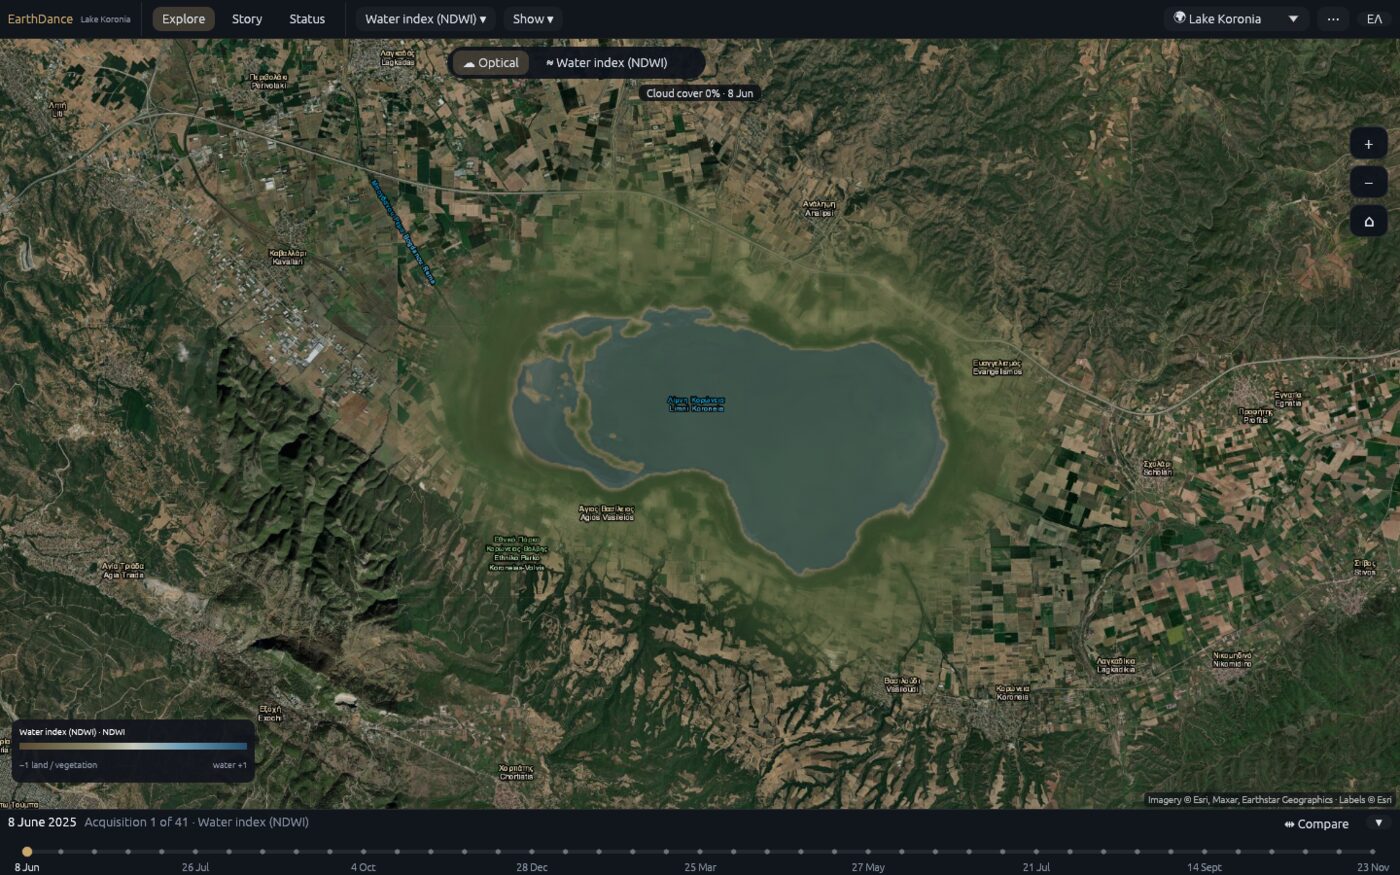 EarthDance Lake Koronia
Explore
Story
Status
Water index (NDWI) ▾
Show ▾
Lake Koronia ▼
⋯
ΕΛ
Optical
≈ Water index (NDWI)
Cloud cover 0% · 8 Jun
+
−
Λαγκαδάς
Lagkadas
Περιβολάκι
Perivolaki
Λητή
Liti
Ανάληψη
Analipsi
Καβαλλάρι
Kavallari
Bogdanou Rema
Ευαγγελισμός
Evangelismos
Λίμνη Κορώνεια
Limni Koroneia
Εγνατία
Egnatia
Προφήτης
Profitis
Σχολάρι
Scholari
Άγιος Βασίλειος
Agios Vasileios
Εθνικό Πάρκο
Κορώνειας-Βόλβης
Ethniko Parko
Koroneias-Volvis
Αγία Τριάδα
Agia Triada
Στίβος
Stivos
Λαγκαδίκια
Lagkadikia
Νικομηδινό
Nikomidino
Βασιλούδι
Vasiloudi
Κορώνεια
Koroneia
Εξοχή
Exochi
Χορτιάτης
Chortiatis
Water index (NDWI) · NDWI
−1 land / vegetation
water +1
Imagery © Esri, Maxar, Earthstar Geographics · Labels © Esri
8 June 2025 Acquisition 1 of 41 · Water index (NDWI)
Compare
▼
8 Jun
26 Jul
4 Oct
28 Dec
25 Mar
27 May
21 Jul
14 Sept
23 Nov